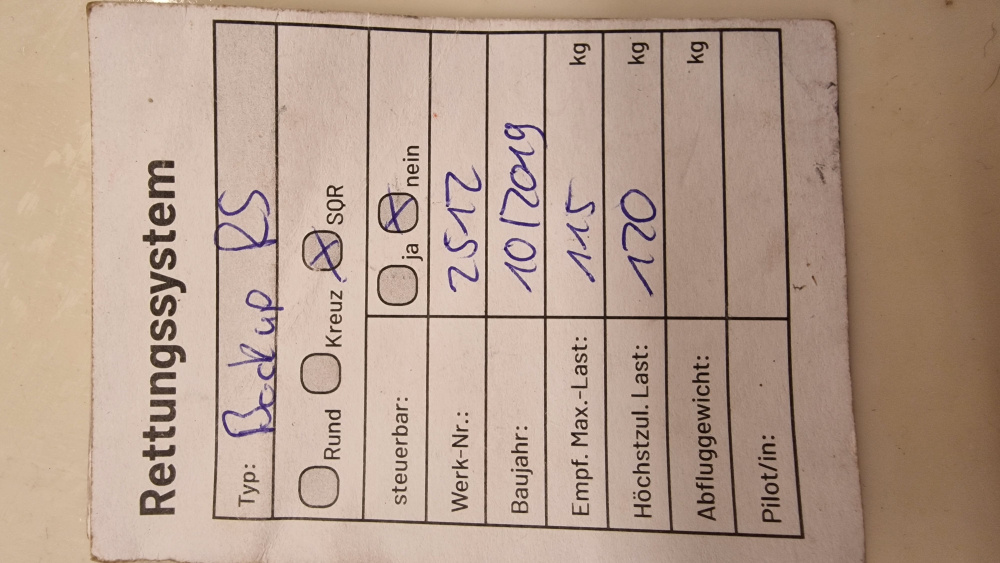 Rettungssystem
Typ: Backup RS
Rund Kreuz SQR
steuerbar: ja nein
Werk-Nr.: 2512
Baujahr: 10/2019
Empf. Max.-Last: 115 kg
Höchstzul. Last: 120 kg
Abfluggewicht: kg
Pilot/in: